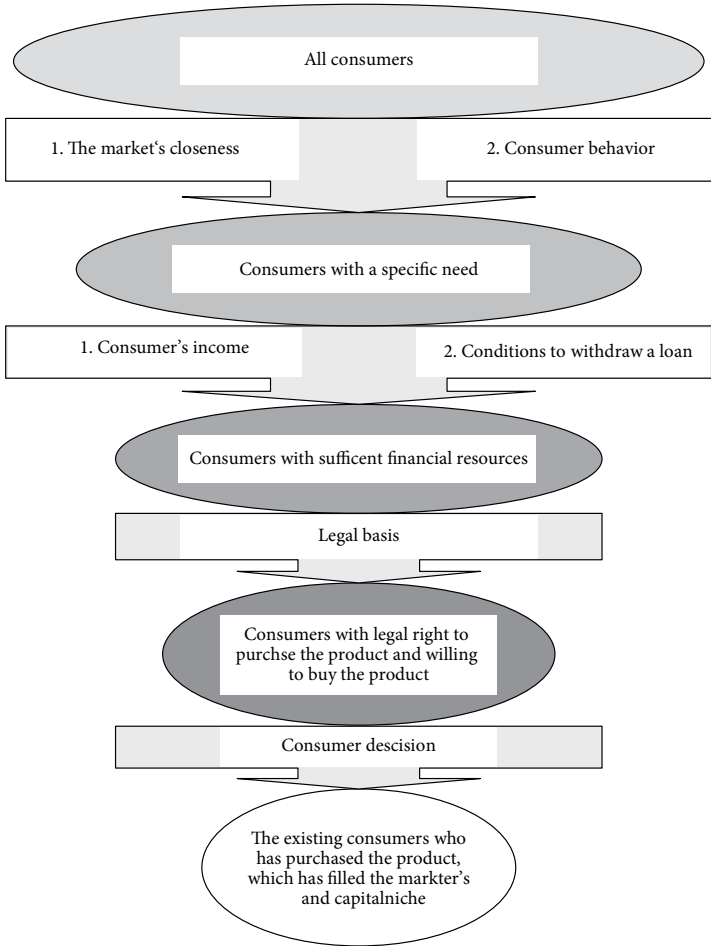 All consumers
1. The market‘s closeness
2. Consumer behavior
Consumers with a specific need
1. Consumer’s income
2. Conditions to withdraw a loan
Consumers with sufficent financial resources
Legal basis
Consumers with legal right to
purchse the product and willing
to buy the product
Consumer descision
The existing consumers who
has purchased the product,
which has filled the markter’s
and capitalniche